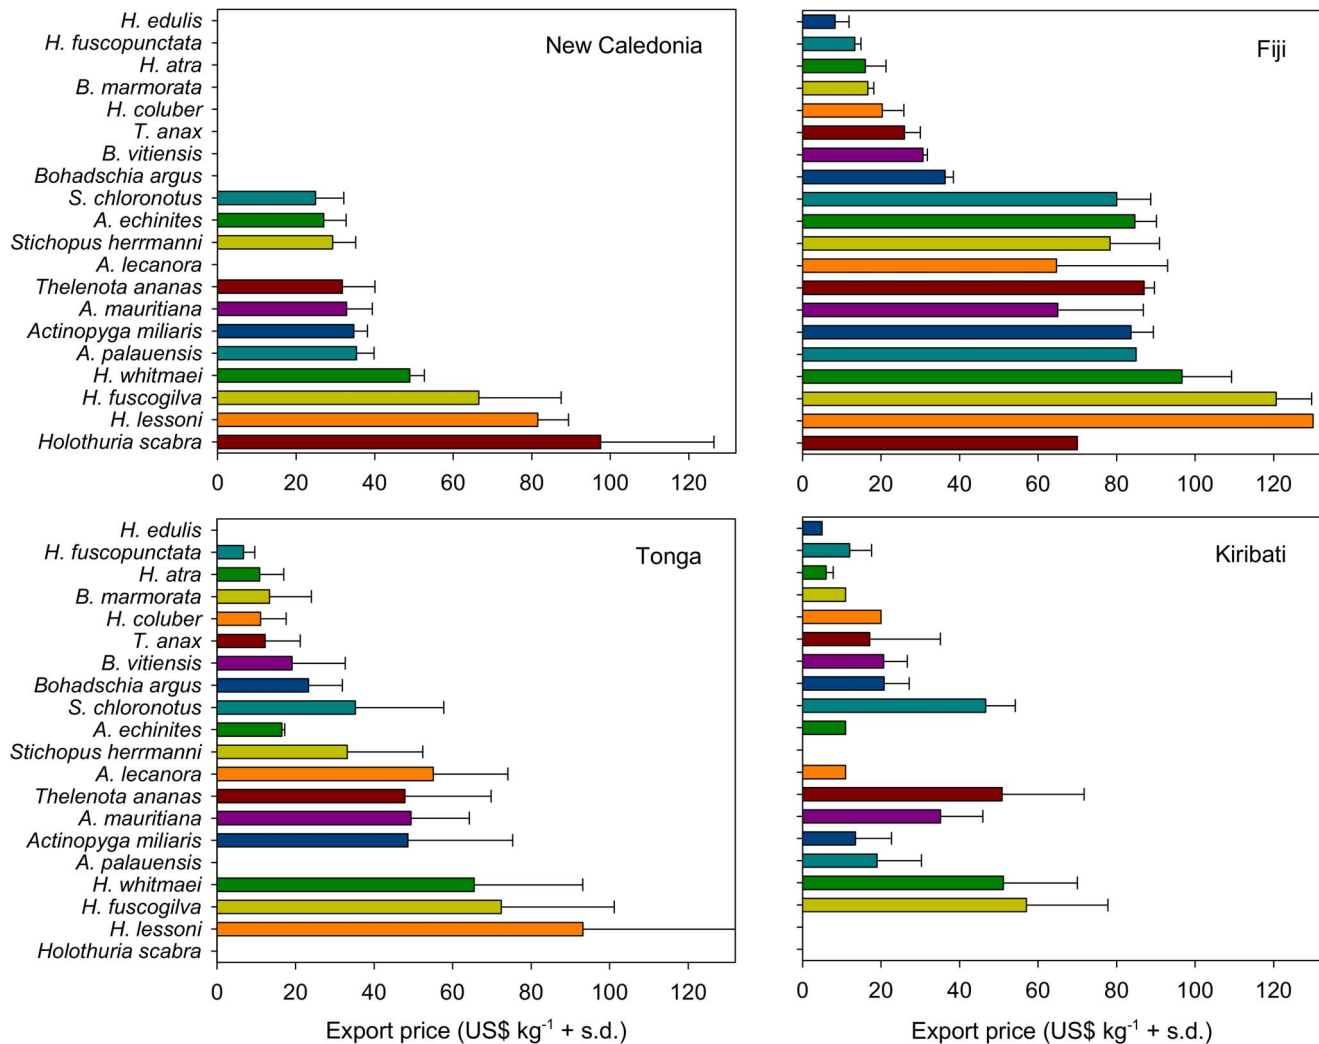 New Caledonia
H. edulis
H. fuscopunctata
H. atra
B. marmorata
H. coluber
T. anax
B. vitiensis
Bohadschia argus
S. chloronotus
A. echinites
Stichopus herrmanni
A. lecanora
Thelenota ananas
A. mauritiana
Actinopyga miliaris
A. palauensis
H. whitmaei
H. fuscogilva
H. lessoni
Holothuria scabra
0 20 40 60 80 100 120
Fiji
0 20 40 60 80 100 120
Tonga
H. edulis
H. fuscopunctata
H. atra
B. marmorata
H. coluber
T. anax
B. vitiensis
Bohadschia argus
S. chloronotus
A. echinites
Stichopus herrmanni
A. lecanora
Thelenota ananas
A. mauritiana
Actinopyga miliaris
A. palauensis
H. whitmaei
H. fuscogilva
H. lessoni
Holothuria scabra
0 20 40 60 80 100 120
Export price (US$ kg⁻¹ + s.d.)
Kiribati
0 20 40 60 80 100 120
Export price (US$ kg⁻¹ + s.d.)